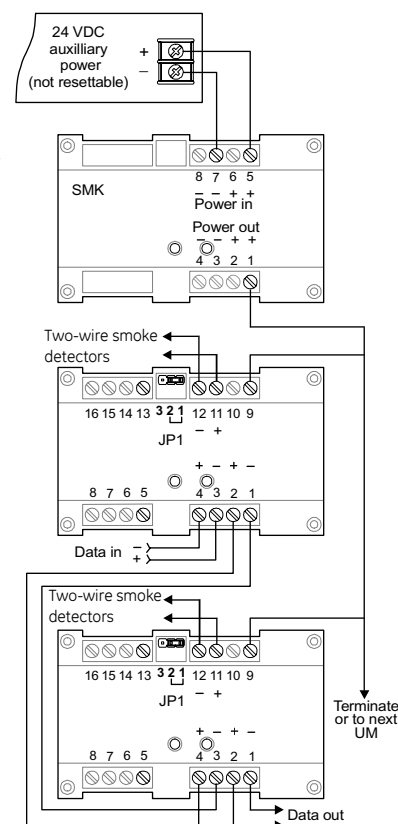 24 VDC
auxilliary
power
(not resettable)
+
−
8 7 6 5
− − + +
SMK
Power in
Power out
− − + +
4 3 2 1
Two-wire smoke
detectors
16 15 14 13 3 2 1 12 11 10 9
− +
JP1
+ − + −
8 7 6 5 4 3 2 1
Data in −
+
Two-wire smoke
detectors
16 15 14 13 3 2 1 12 11 10 9
− +
JP1
Terminate
or to next
UM
+ − + −
8 7 6 5 4 3 2 1
Data out